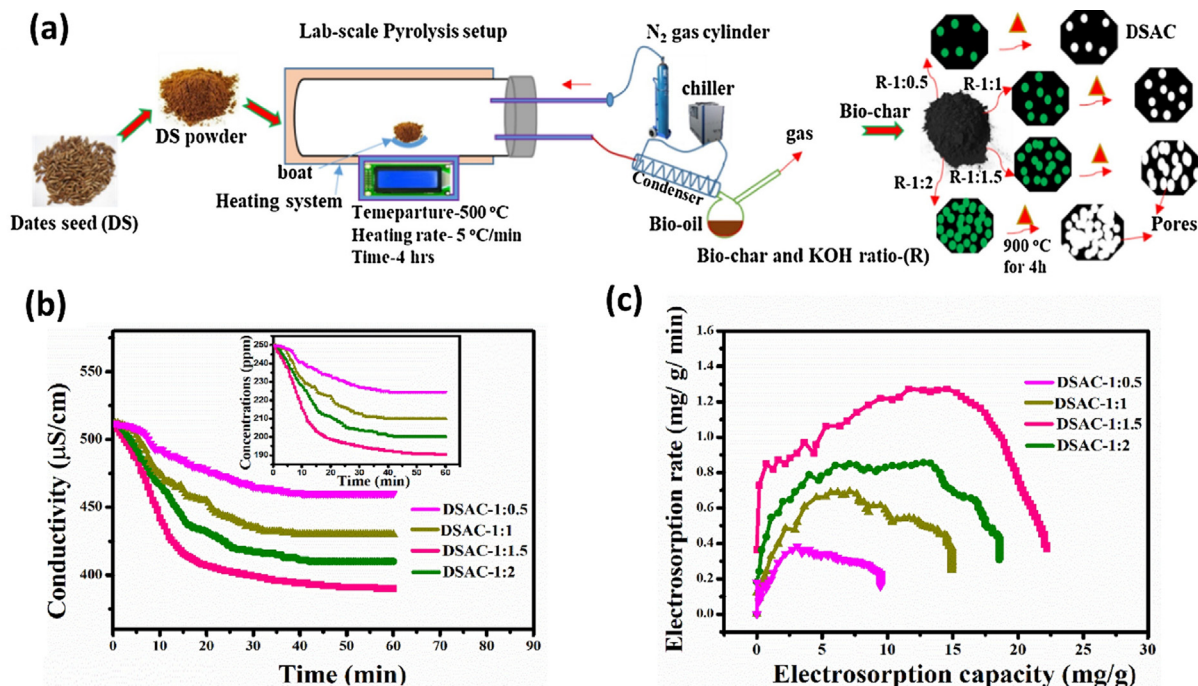 (a)
Lab-scale Pyrolysis setup
N2 gas cylinder
chiller
DS powder
Dates seed (DS)
boat
Heating system
Temeparture-500 °C
Heating rate- 5 °C/min
Time-4 hrs
Condenser
Bio-oil
gas
Bio-char
Bio-char and KOH ratio-(R)
R-1:0.5
R-1:1
R-1:1.5
R-1:2
DSAC
Pores
900 °C
for 4h
(b)
Conductivity (µS/cm)
550
500
450
400
0 10 20 30 40 50 60 70 80 90
Time (min)
Concentrations (ppm)
250
240
230
220
210
200
190
0 10 20 30 40 50 60
Time (min)
DSAC-1:0.5
DSAC-1:1
DSAC-1:1.5
DSAC-1:2
(c)
Electrosorption rate (mg/ g/ min)
1.6
1.4
1.2
1.0
0.8
0.6
0.4
0.2
0.0
0 5 10 15 20 25 30
Electrosorption capacity (mg/g)
DSAC-1:0.5
DSAC-1:1
DSAC-1:1.5
DSAC-1:2